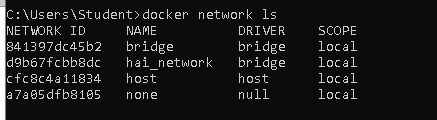 C:\Users\Student>docker network ls
NETWORK ID     NAME          DRIVER    SCOPE
841397dc45b2   bridge        bridge    local
d9b67fcbb8dc   hai_network   bridge    local
cfc8c4a11834   host          host      local
a7a05dfb8105   none          null      local